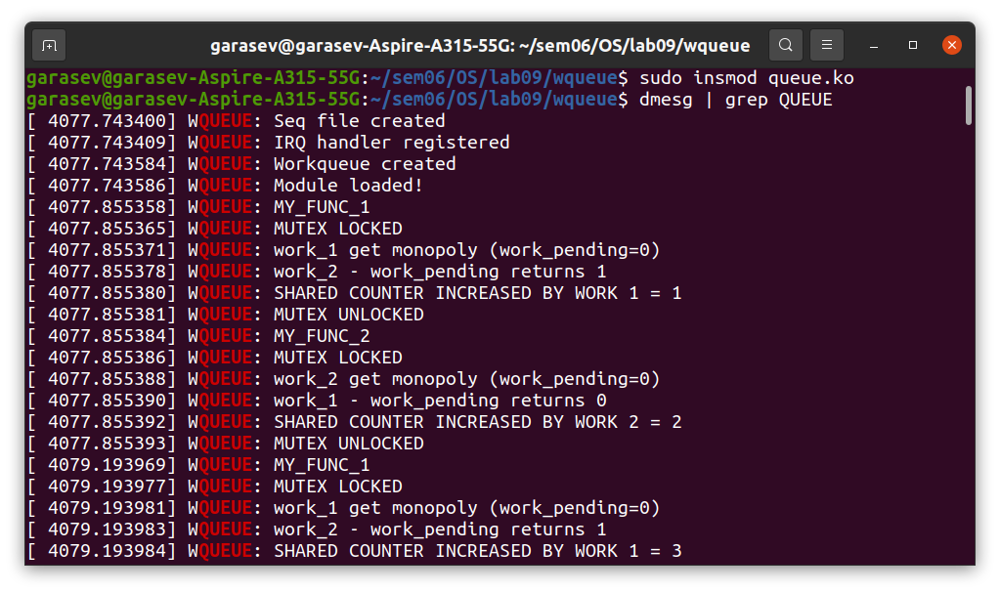 garasev@garasev-Aspire-A315-55G: ~/sem06/OS/lab09/wqueue
garasev@garasev-Aspire-A315-55G:~/sem06/OS/lab09/wqueue$ sudo insmod queue.ko
garasev@garasev-Aspire-A315-55G:~/sem06/OS/lab09/wqueue$ dmesg | grep QUEUE
[ 4077.743400] WQUEUE: Seq file created
[ 4077.743409] WQUEUE: IRQ handler registered
[ 4077.743584] WQUEUE: Workqueue created
[ 4077.743586] WQUEUE: Module loaded!
[ 4077.855358] WQUEUE: MY_FUNC_1
[ 4077.855365] WQUEUE: MUTEX LOCKED
[ 4077.855371] WQUEUE: work_1 get monopoly (work_pending=0)
[ 4077.855378] WQUEUE: work_2 - work_pending returns 1
[ 4077.855380] WQUEUE: SHARED COUNTER INCREASED BY WORK 1 = 1
[ 4077.855381] WQUEUE: MUTEX UNLOCKED
[ 4077.855384] WQUEUE: MY_FUNC_2
[ 4077.855386] WQUEUE: MUTEX LOCKED
[ 4077.855388] WQUEUE: work_2 get monopoly (work_pending=0)
[ 4077.855390] WQUEUE: work_1 - work_pending returns 0
[ 4077.855392] WQUEUE: SHARED COUNTER INCREASED BY WORK 2 = 2
[ 4077.855393] WQUEUE: MUTEX UNLOCKED
[ 4079.193969] WQUEUE: MY_FUNC_1
[ 4079.193977] WQUEUE: MUTEX LOCKED
[ 4079.193981] WQUEUE: work_1 get monopoly (work_pending=0)
[ 4079.193983] WQUEUE: work_2 - work_pending returns 1
[ 4079.193984] WQUEUE: SHARED COUNTER INCREASED BY WORK 1 = 3